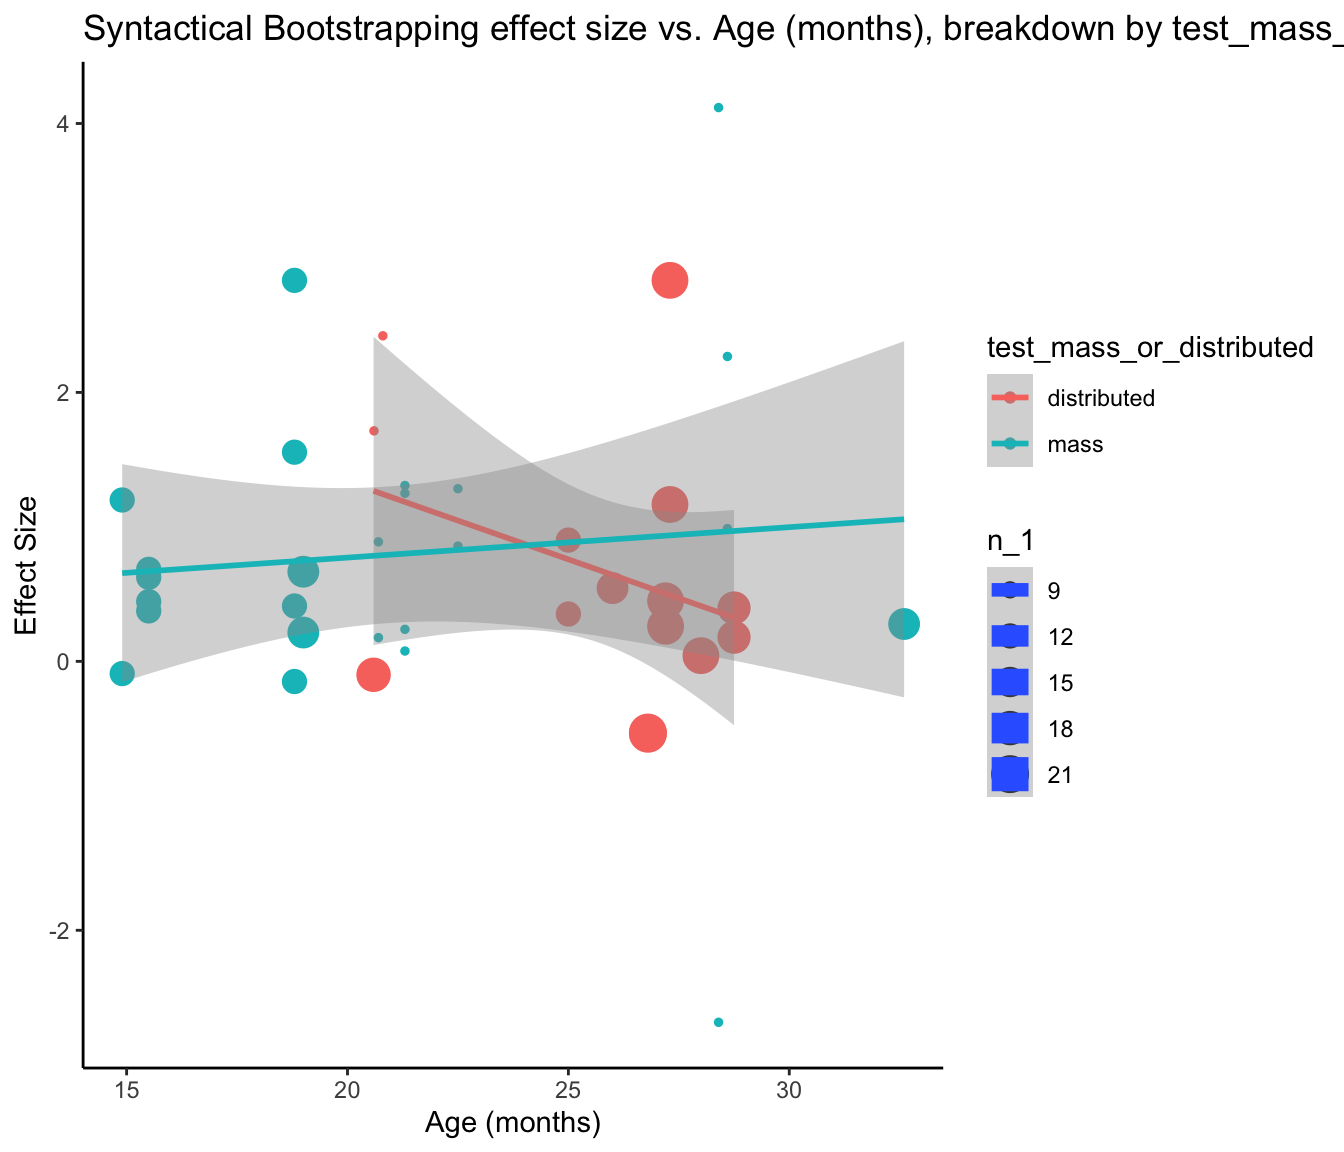 Syntactical Bootstrapping effect size vs. Age (months), breakdown by test_mass_
4
2
0
-2
Effect Size
15 20 25 30
Age (months)
test_mass_or_distributed
distributed
mass
n_1
9
12
15
18
21